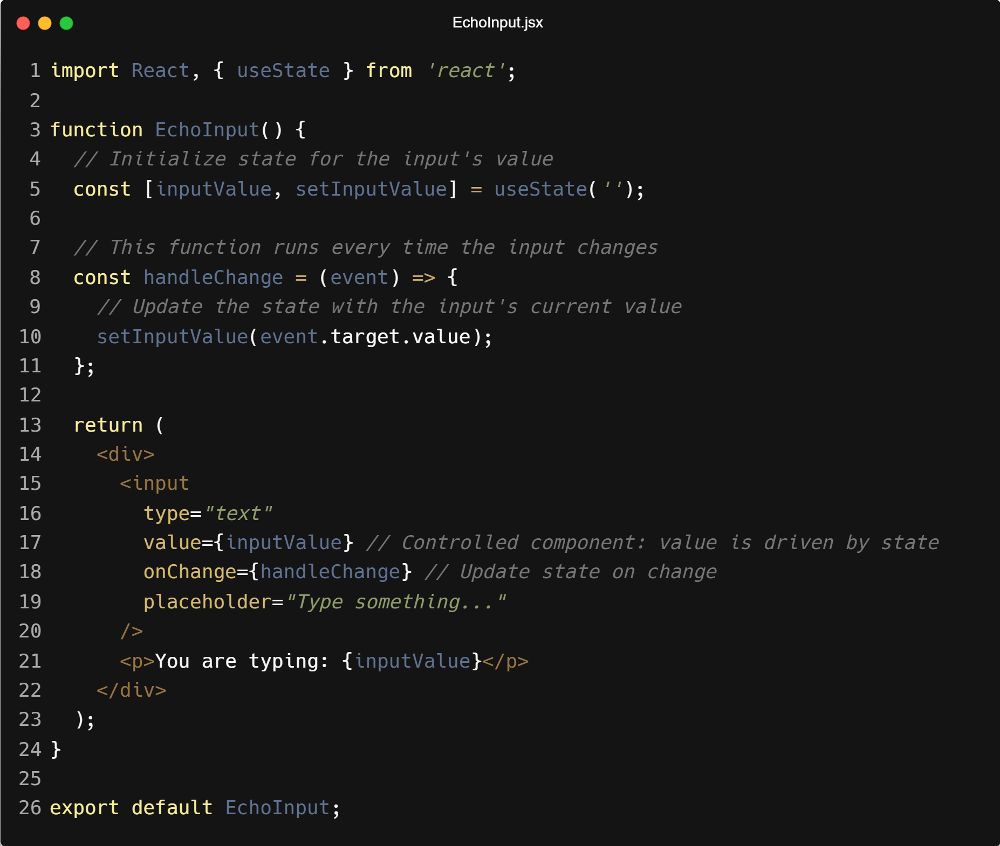 EchoInput.jsx
1 import React, { useState } from 'react';
2
3 function EchoInput() {
4   // Initialize state for the input's value
5   const [inputValue, setInputValue] = useState('');
6
7   // This function runs every time the input changes
8   const handleChange = (event) => {
9     // Update the state with the input's current value
10     setInputValue(event.target.value);
11   };
12
13   return (
14     <div>
15       <input
16         type="text"
17         value={inputValue} // Controlled component: value is driven by state
18         onChange={handleChange} // Update state on change
19         placeholder="Type something..."
20       />
21       <p>You are typing: {inputValue}</p>
22     </div>
23   );
24 }
25
26 export default EchoInput;